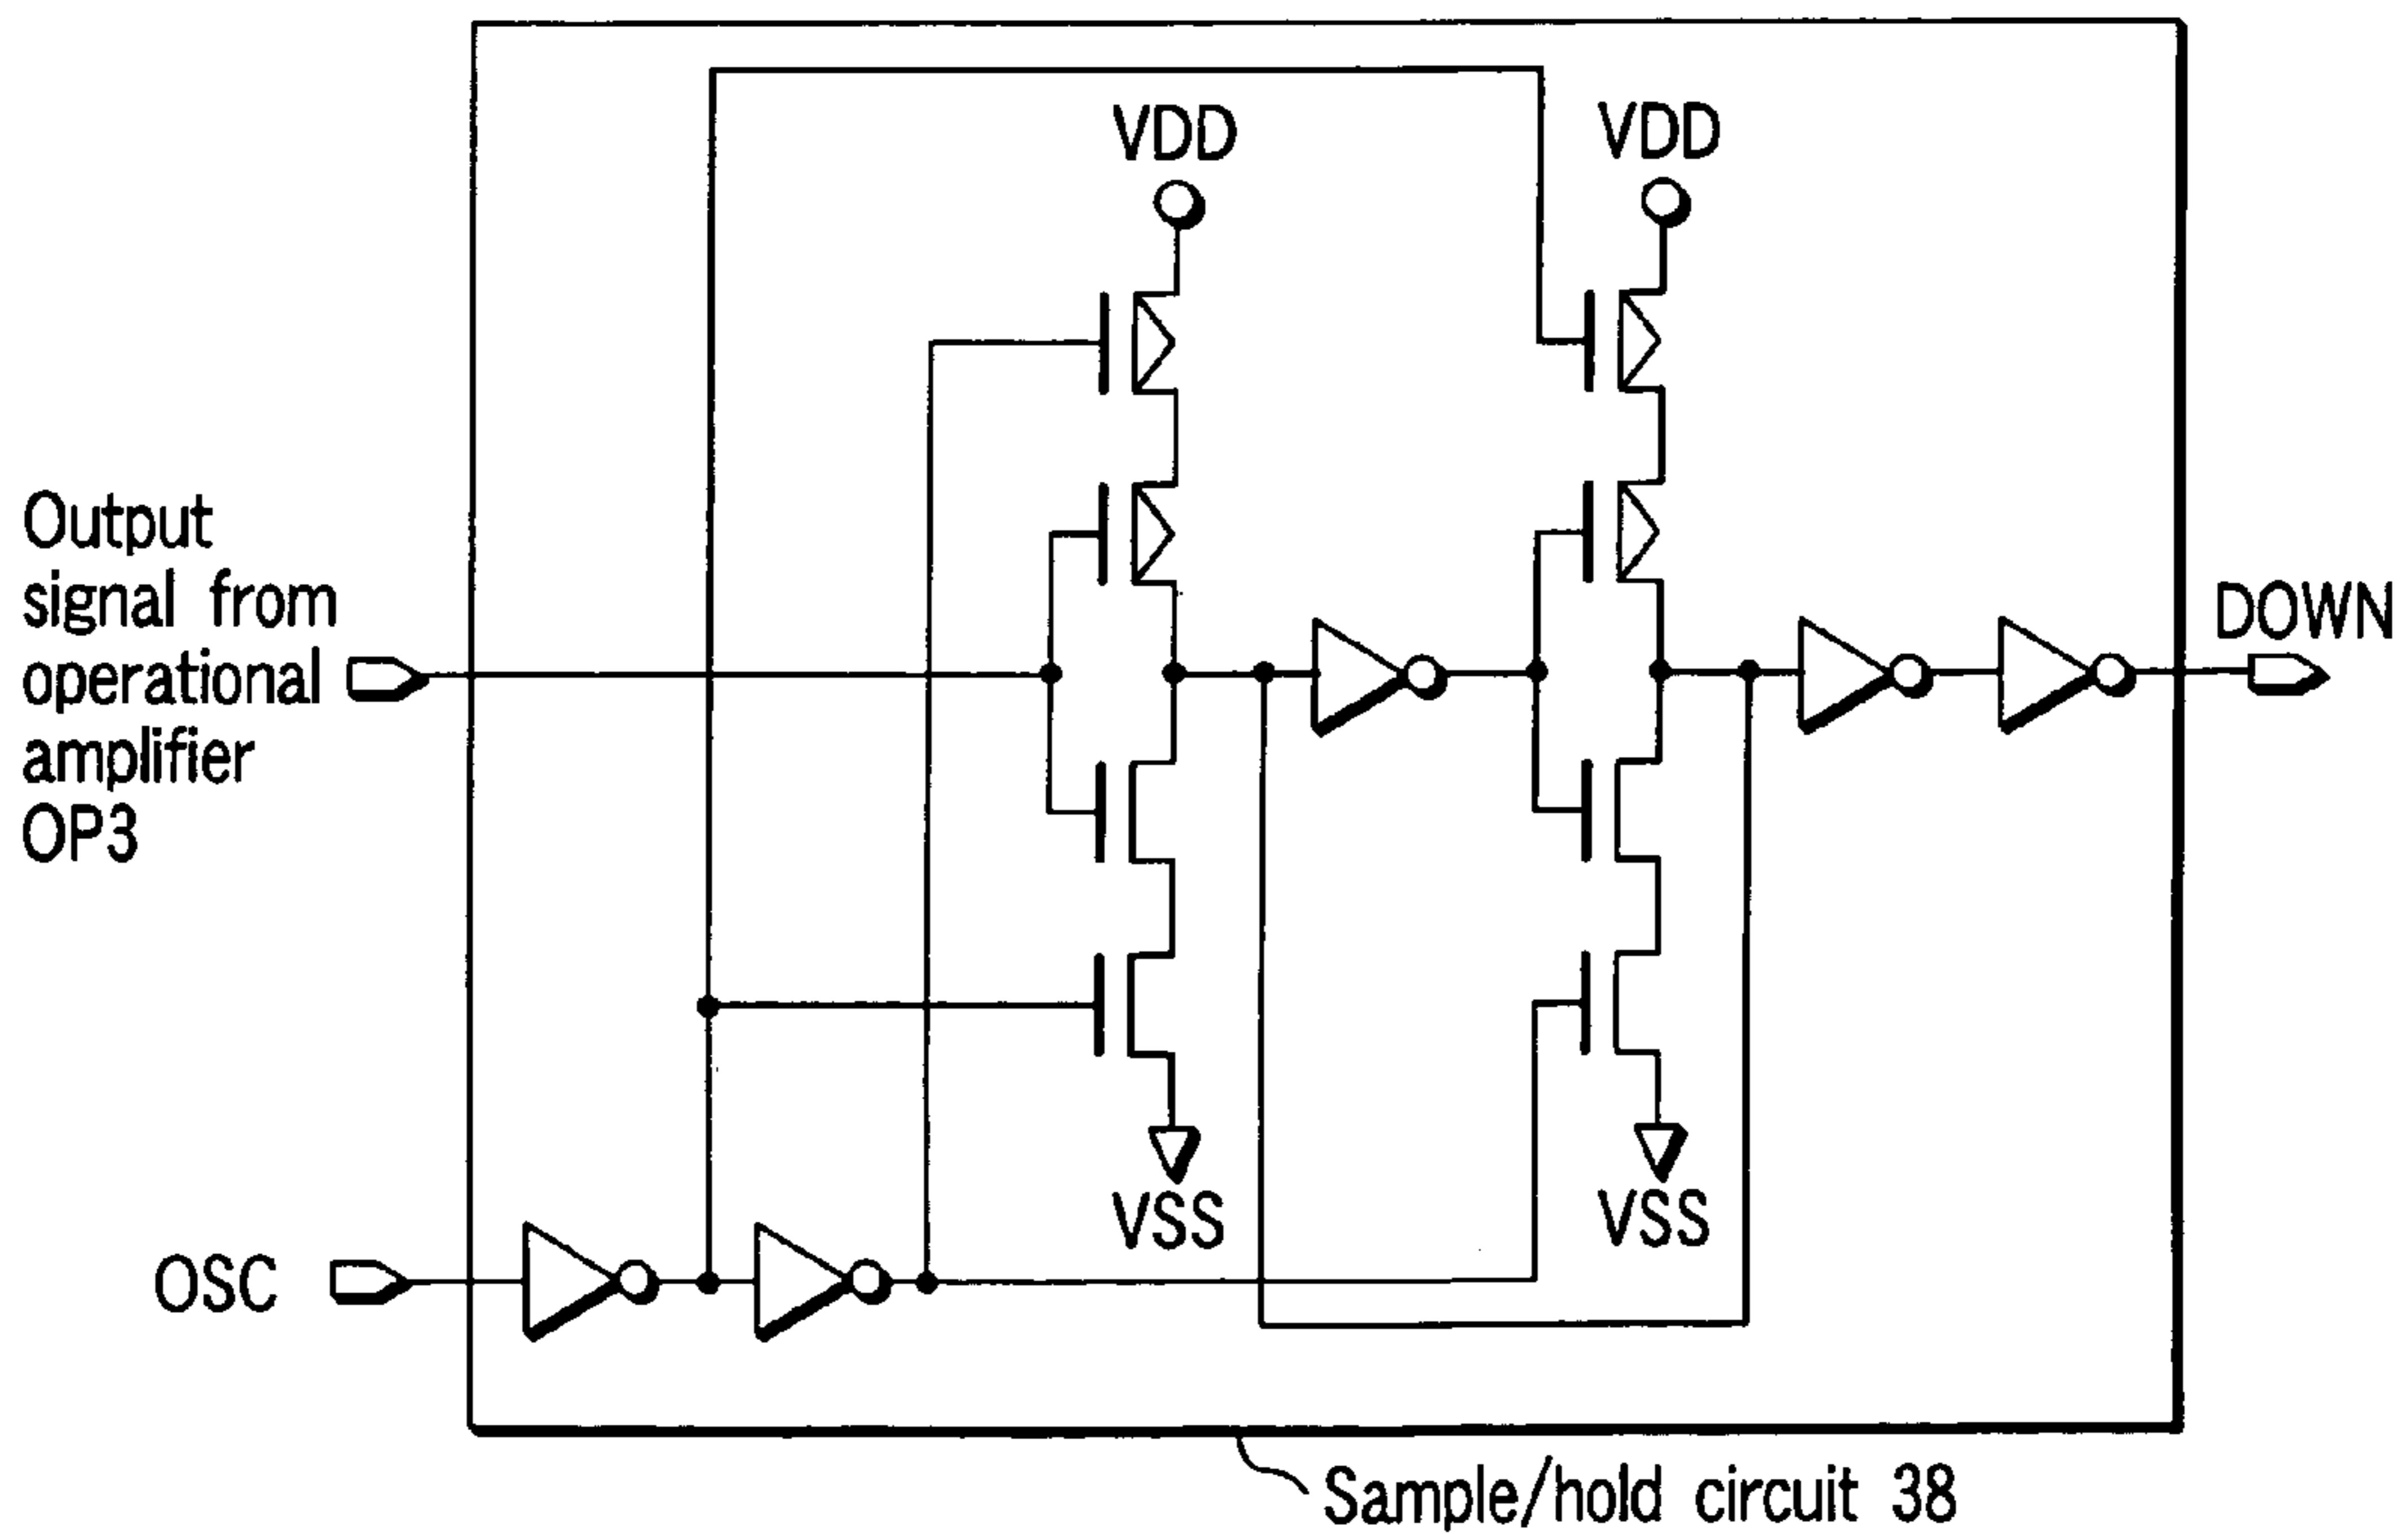 VDD
VDD
Output
signal from
operational
amplifier
OP3
DOWN
VSS
VSS
OSC
Sample/hold circuit 38